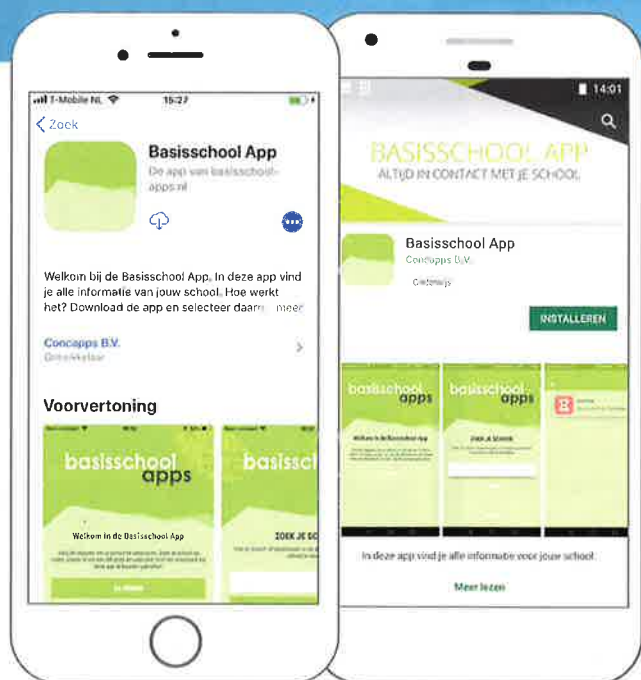 T-Mobile NL
15:27
Zoek
Basisschool App
De app van basisschool-
apps.nl
Welkom bij de Basisschool App. In deze app vind
je alle informatie van jouw school. Hoe werkt
het? Download de app en selecteer daarn meer
Concapps B.V.
Ontwikkelaar
Voorvertoning
basisschool
apps
Welkom in de Basisschool App
basissch
ZOEK JE SC
14:01
BASISSCHOOL APP
ALTIJD IN CONTACT MET JE SCHOOL
Basisschool App
Concapps B.V.
Onderwijs
INSTALLEREN
basisschool
apps
Welkom in de Basisschool App
basisschool
apps
ZOEK JE SCHOOL
In deze app vind je alle informatie voor jouw school.
Meer lezen